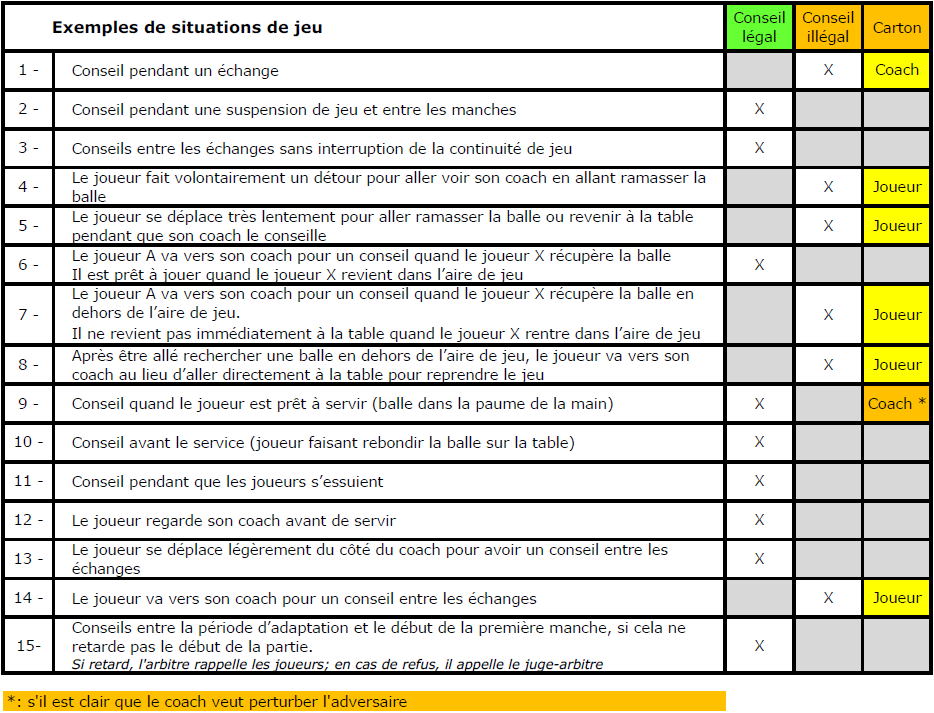 Exemples de situations de jeu
Conseil légal
Conseil illégal
Carton
1 - Conseil pendant un échange X Coach
2 - Conseil pendant une suspension de jeu et entre les manches X
3 - Conseils entre les échanges sans interruption de la continuité de jeu X
4 - Le joueur fait volontairement un détour pour aller voir son coach en allant ramasser la
balle X Joueur
5 - Le joueur se déplace très lentement pour aller ramasser la balle ou revenir à la table
pendant que son coach le conseille X Joueur
6 - Le joueur A va vers son coach pour un conseil quand le joueur X récupère la balle
Il est prêt à jouer quand le joueur X revient dans l’aire de jeu X
7 - Le joueur A va vers son coach pour un conseil quand le joueur X récupère la balle en
dehors de l’aire de jeu.
Il ne revient pas immédiatement à la table quand le joueur X rentre dans l’aire de jeu X Joueur
8 - Après être allé rechercher une balle en dehors de l’aire de jeu, le joueur va vers son
coach au lieu d’aller directement à la table pour reprendre le jeu X Joueur
9 - Conseil quand le joueur est prêt à servir (balle dans la paume de la main) X Coach *
10 - Conseil avant le service (joueur faisant rebondir la balle sur la table) X
11 - Conseil pendant que les joueurs s’essuient X
12 - Le joueur regarde son coach avant de servir X
13 - Le joueur se déplace légèrement du côté du coach pour avoir un conseil entre les
échanges X
14 - Le joueur va vers son coach pour un conseil entre les échanges X Joueur
15- Conseils entre la période d’adaptation et le début de la première manche, si cela ne
retarde pas le début de la partie.
Si retard, l'arbitre rappelle les joueurs; en cas de refus, il appelle le juge-arbitre X
*: s'il est clair que le coach veut perturber l'adversaire